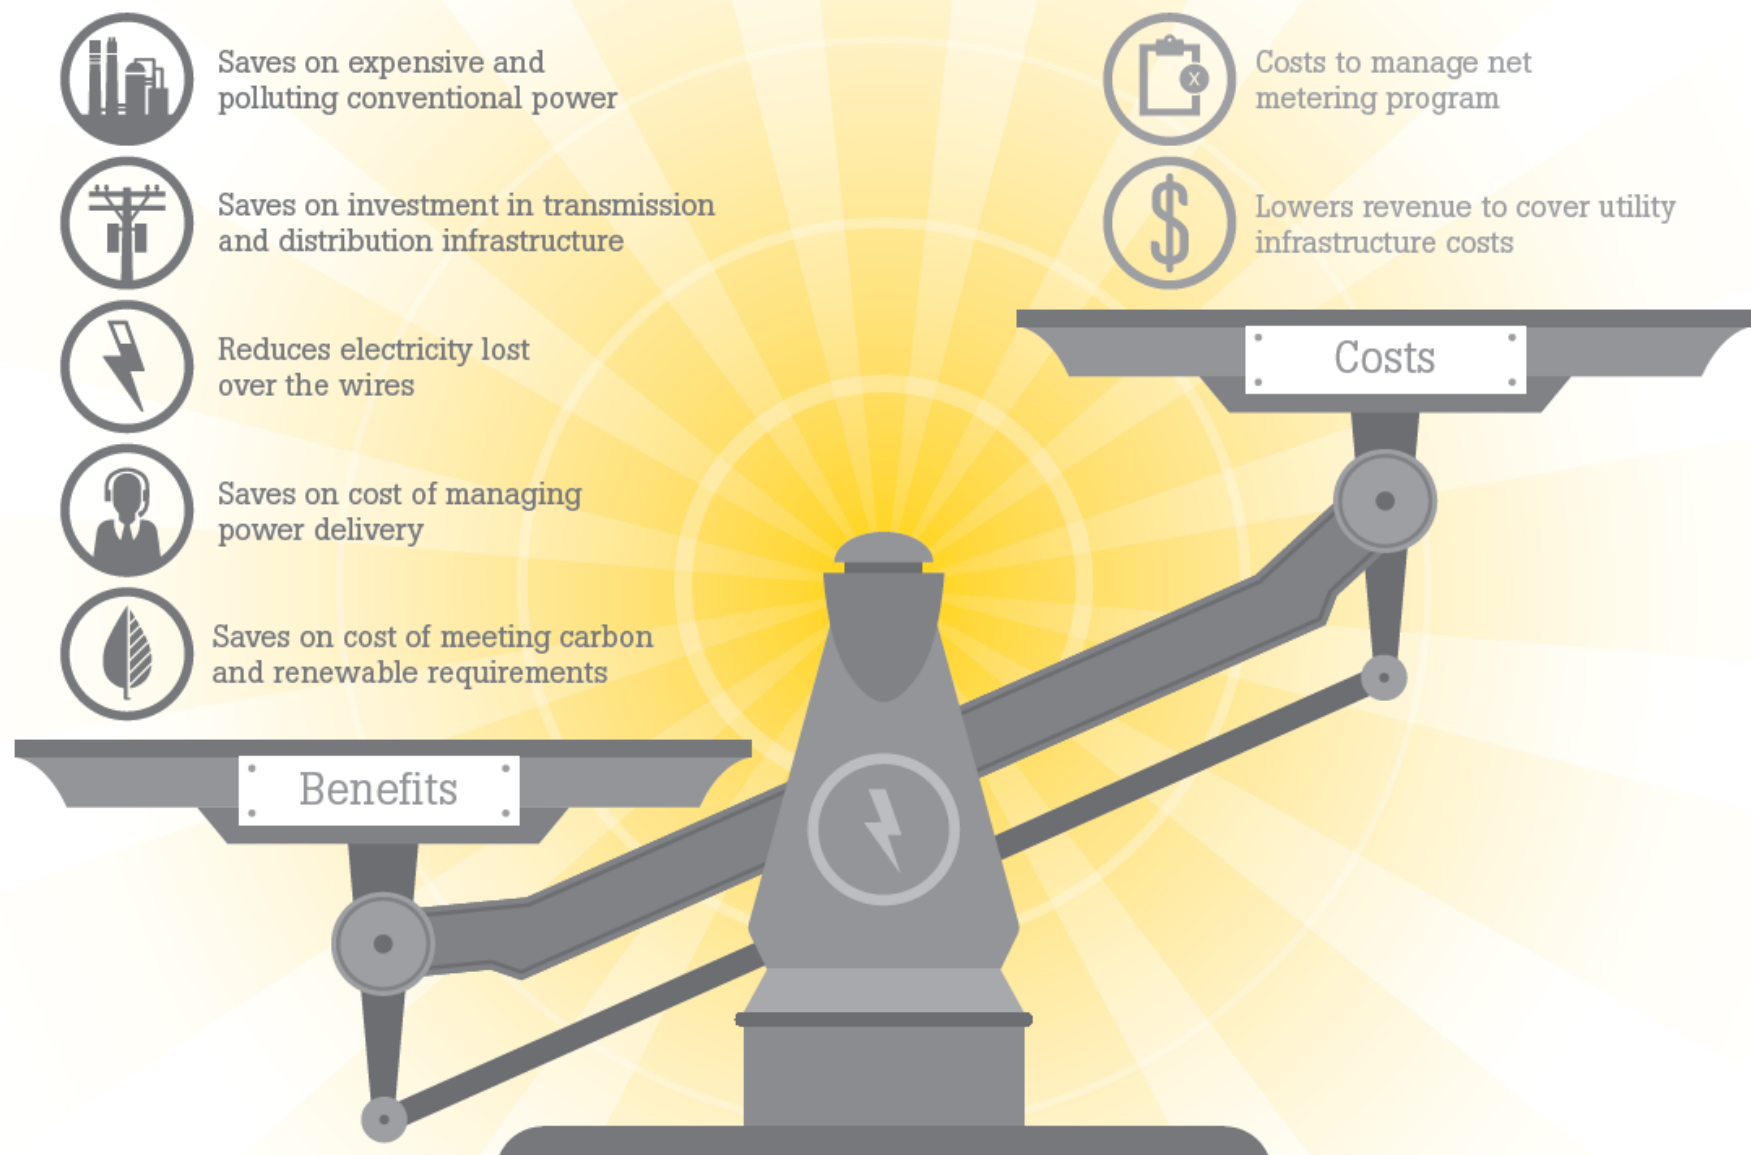 Saves on expensive and
polluting conventional power
Saves on investment in transmission
and distribution infrastructure
Reduces electricity lost
over the wires
Saves on cost of managing
power delivery
Saves on cost of meeting carbon
and renewable requirements
Benefits
X
Costs to manage net
metering program
$
Lowers revenue to cover utility
infrastructure costs
Costs